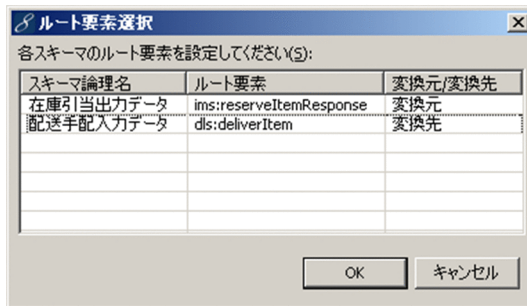 ルート要素選択
各スキーマのルート要素を設定してください(S):
スキーマ論理名 ルート要素 変換元/変換先
在庫引当出力データ ims:reserveItemResponse 変換元
配送手配入力データ dls:deliverItem 変換先
OK キャンセル